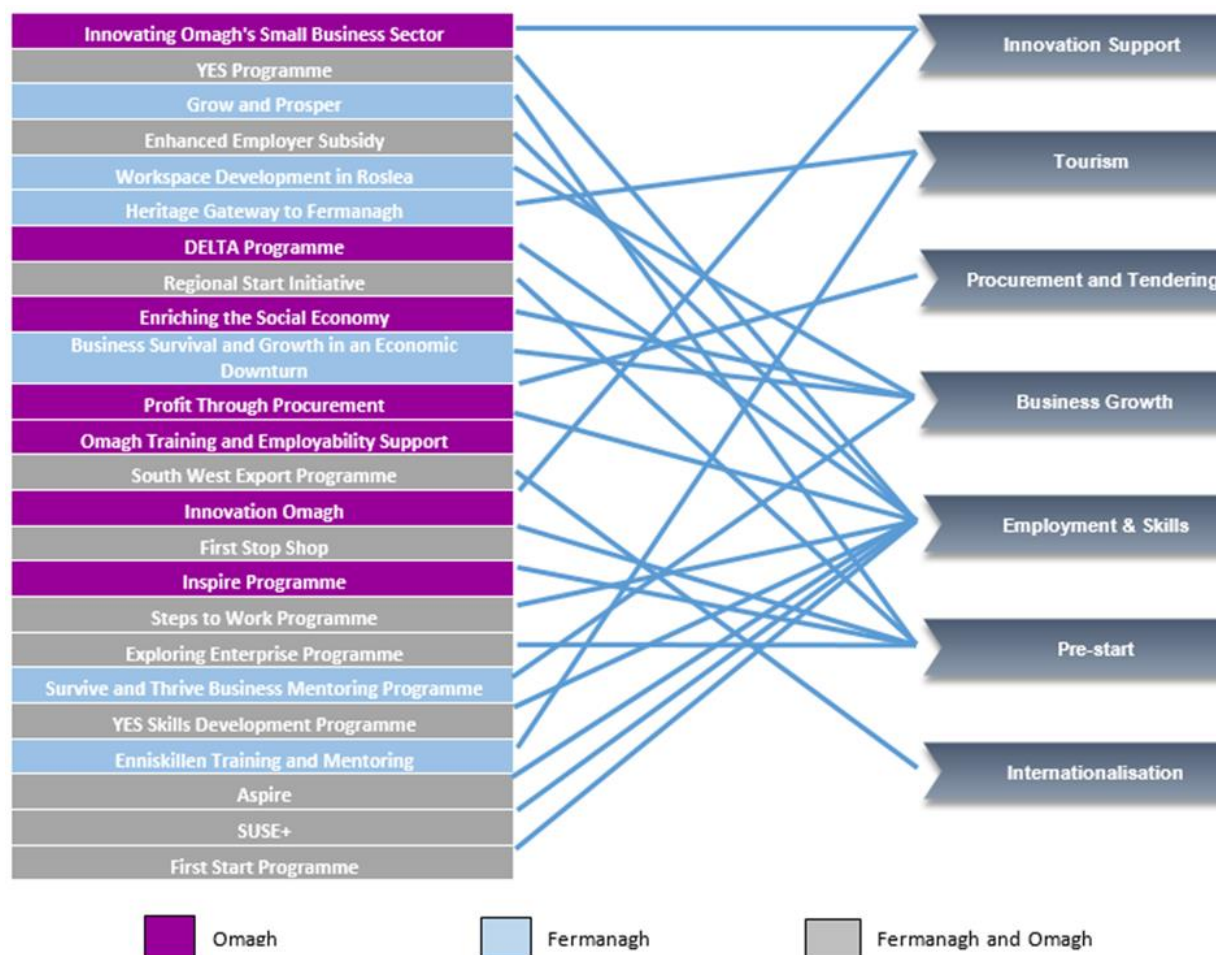 Innovating Omagh's Small Business Sector
YES Programme
Grow and Prosper
Enhanced Employer Subsidy
Workspace Development in Roslea
Heritage Gateway to Fermanagh
DELTA Programme
Regional Start Initiative
Enriching the Social Economy
Business Survival and Growth in an Economic
Downturn
Profit Through Procurement
Omagh Training and Employability Support
South West Export Programme
Innovation Omagh
First Stop Shop
Inspire Programme
Steps to Work Programme
Exploring Enterprise Programme
Survive and Thrive Business Mentoring Programme
YES Skills Development Programme
Enniskillen Training and Mentoring
Aspire
SUSE+
First Start Programme
Innovation Support
Tourism
Procurement and Tendering
Business Growth
Employment & Skills
Pre-start
Internationalisation
Omagh
Fermanagh
Fermanagh and Omagh